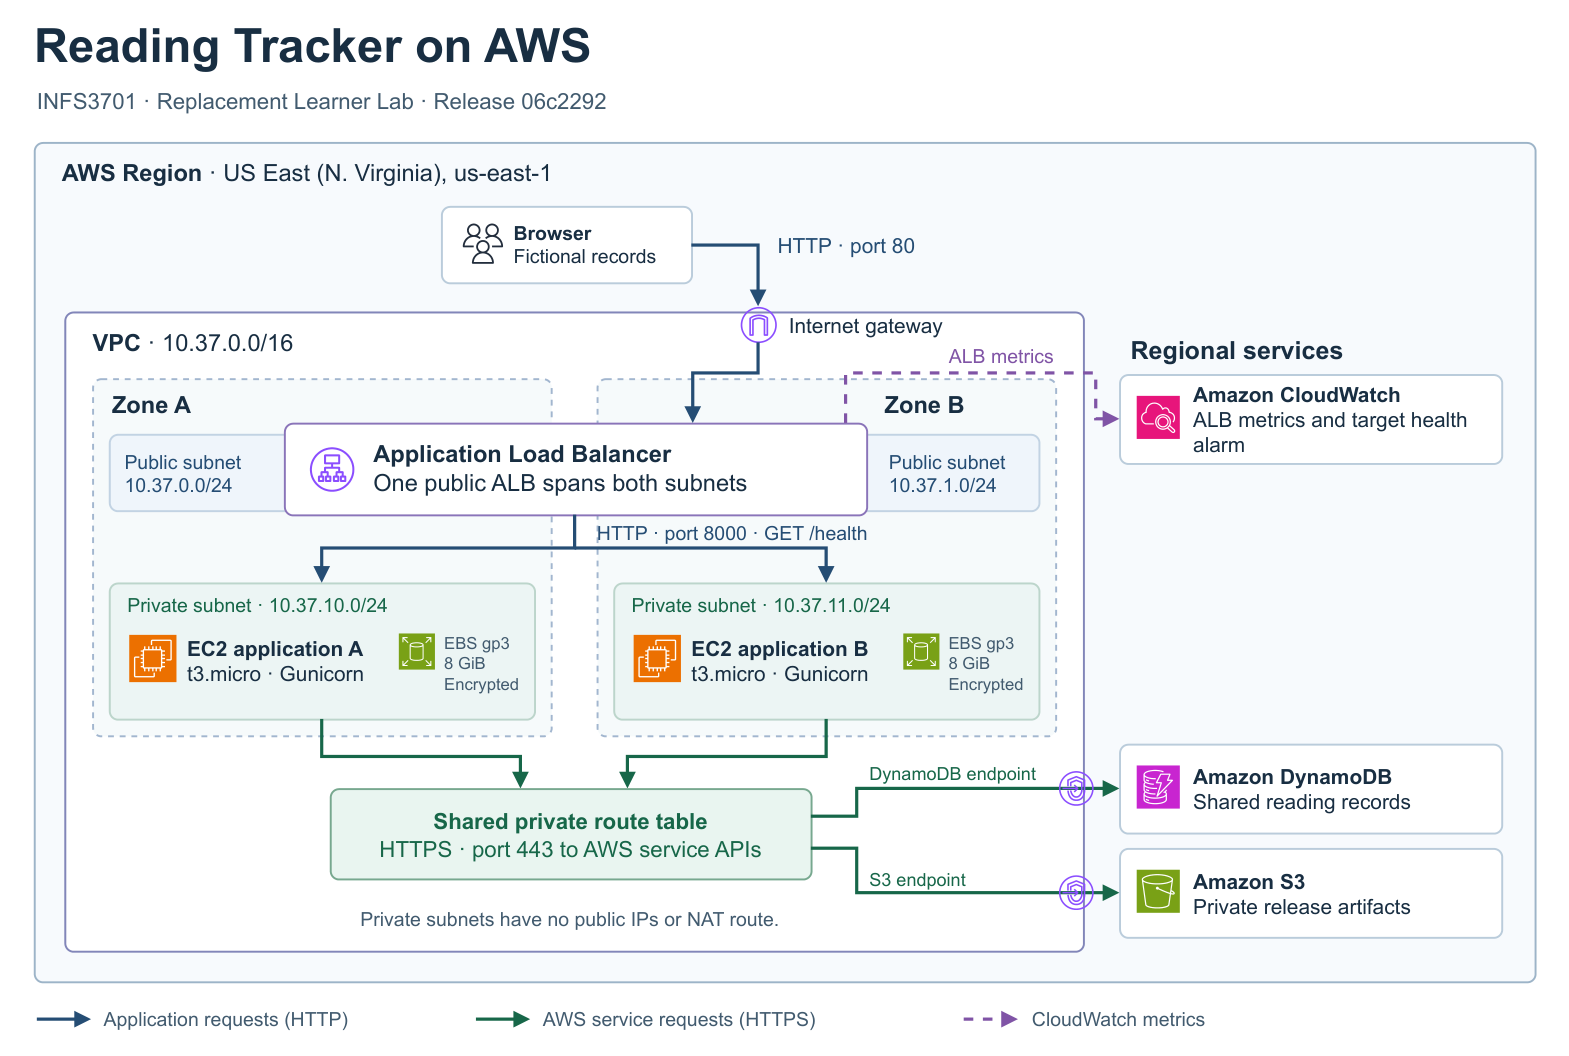 Reading Tracker on AWS
INFS3701 · Replacement Learner Lab · Release 06c2292
AWS Region · US East (N. Virginia), us-east-1
Browser
Fictional records
HTTP · port 80
Internet gateway
VPC · 10.37.0.0/16
ALB metrics
Regional services
Amazon CloudWatch
ALB metrics and target health
alarm
Zone A
Zone B
Public subnet
10.37.0.0/24
Application Load Balancer
One public ALB spans both subnets
Public subnet
10.37.1.0/24
HTTP · port 8000 · GET /health
Private subnet · 10.37.10.0/24
EC2 application A
t3.micro · Gunicorn
EBS gp3
8 GiB
Encrypted
Private subnet · 10.37.11.0/24
EC2 application B
t3.micro · Gunicorn
EBS gp3
8 GiB
Encrypted
Shared private route table
HTTPS · port 443 to AWS service APIs
DynamoDB endpoint
Amazon DynamoDB
Shared reading records
S3 endpoint
Amazon S3
Private release artifacts
Private subnets have no public IPs or NAT route.
Application requests (HTTP)
AWS service requests (HTTPS)
CloudWatch metrics